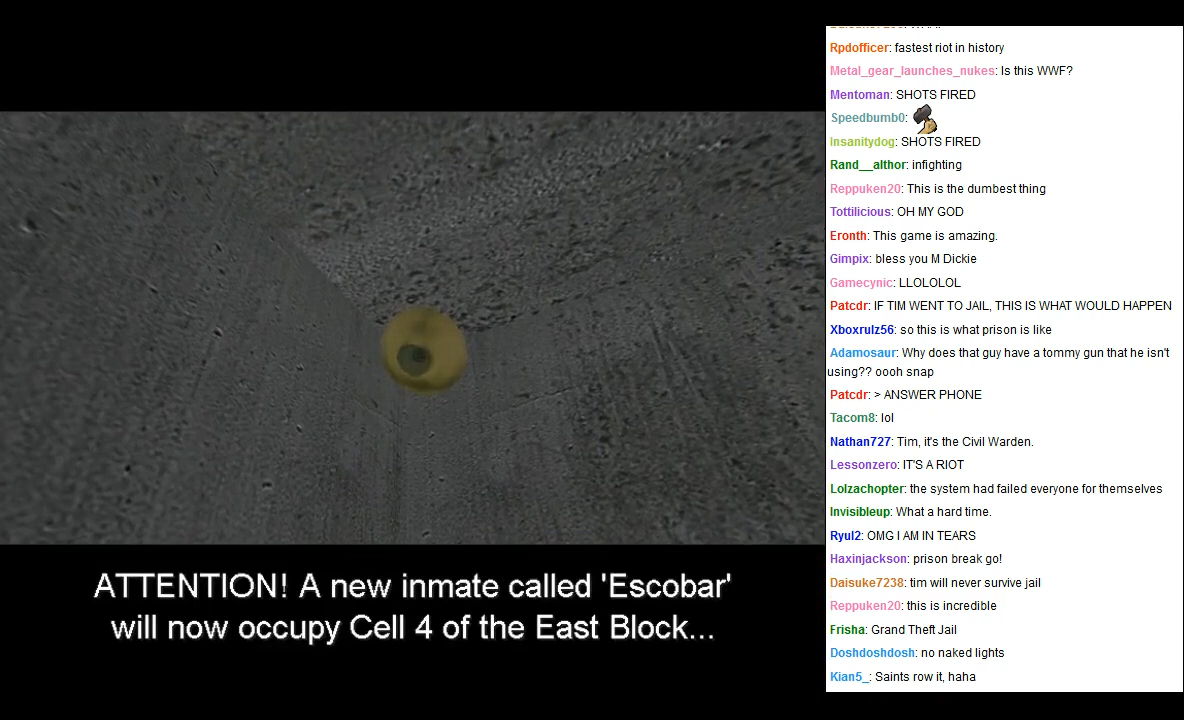 Rpdofficer: fastest riot in history
Metal_gear_launches_nukes: Is this WWF?
Mentoman: SHOTS FIRED
Speedbumb0:
Insanitydog: SHOTS FIRED
Rand__althor: infighting
Reppuken20: This is the dumbest thing
Tottilicious: OH MY GOD
Eronth: This game is amazing.
Gimpix: bless you M Dickie
Gamecynic: LLOLOLOL
Patcdr: IF TIM WENT TO JAIL, THIS IS WHAT WOULD HAPPEN
Xboxrulz56: so this is what prison is like
Adamosaur: Why does that guy have a tommy gun that he isn't
using?? oooh snap
Patcdr: > ANSWER PHONE
Tacom8: lol
Nathan727: Tim, it's the Civil Warden.
Lessonzero: IT'S A RIOT
Lolzachopter: the system had failed everyone for themselves
Invisibleup: What a hard time.
Ryul2: OMG I AM IN TEARS
Haxinjackson: prison break go!
Daisuke7238: tim will never survive jail
Reppuken20: this is incredible
Frisha: Grand Theft Jail
Doshdoshdosh: no naked lights
Kian5_: Saints row it, haha
ATTENTION! A new inmate called 'Escobar'
will now occupy Cell 4 of the East Block...